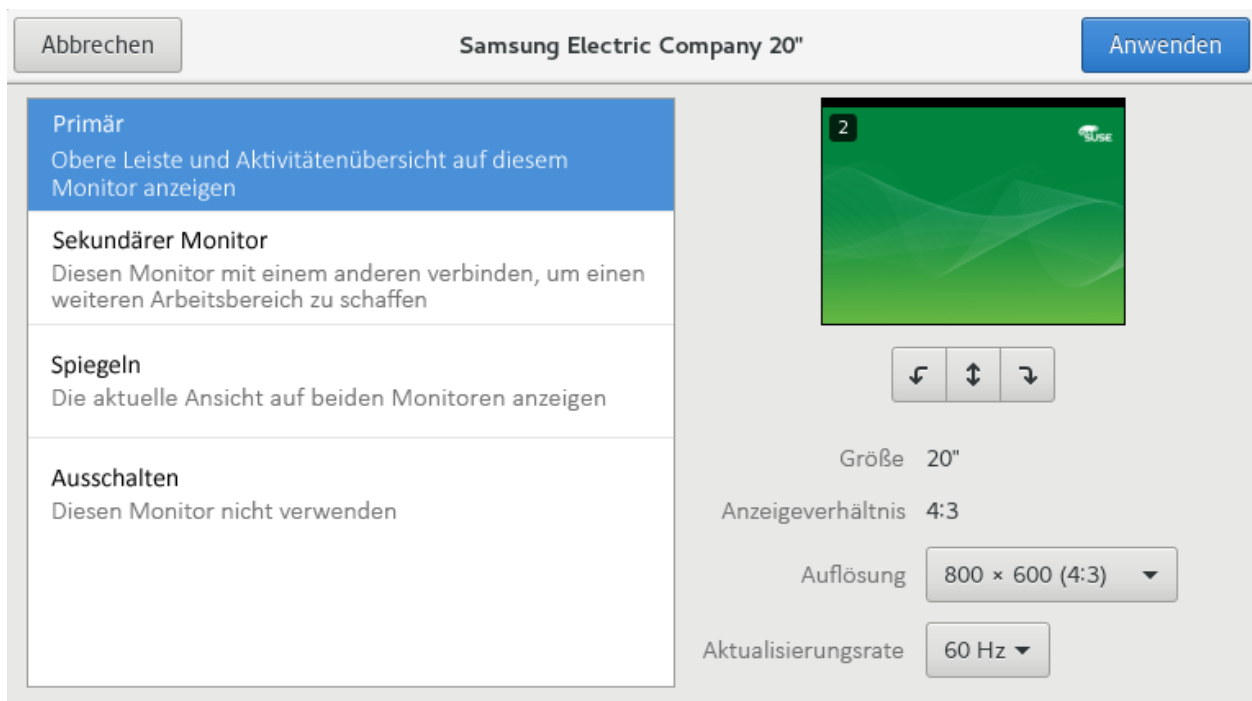 Abbrechen
Samsung Electric Company 20"
Anwenden
Primär
Obere Leiste und Aktivitätenübersicht auf diesem
Monitor anzeigen
Sekundärer Monitor
Diesen Monitor mit einem anderen verbinden, um einen
weiteren Arbeitsbereich zu schaffen
Spiegeln
Die aktuelle Ansicht auf beiden Monitoren anzeigen
Ausschalten
Diesen Monitor nicht verwenden
2
SUSE
Größe 20"
Anzeigeverhältnis 4:3
Auflösung 800 × 600 (4:3)
Aktualisierungsrate 60 Hz